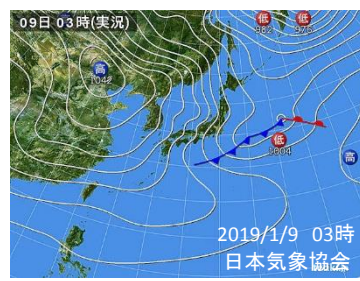 09日 03時(実況)
低
982
低
975
高
1042
低
1004
高
2019/1/9 03時
日本気象協会